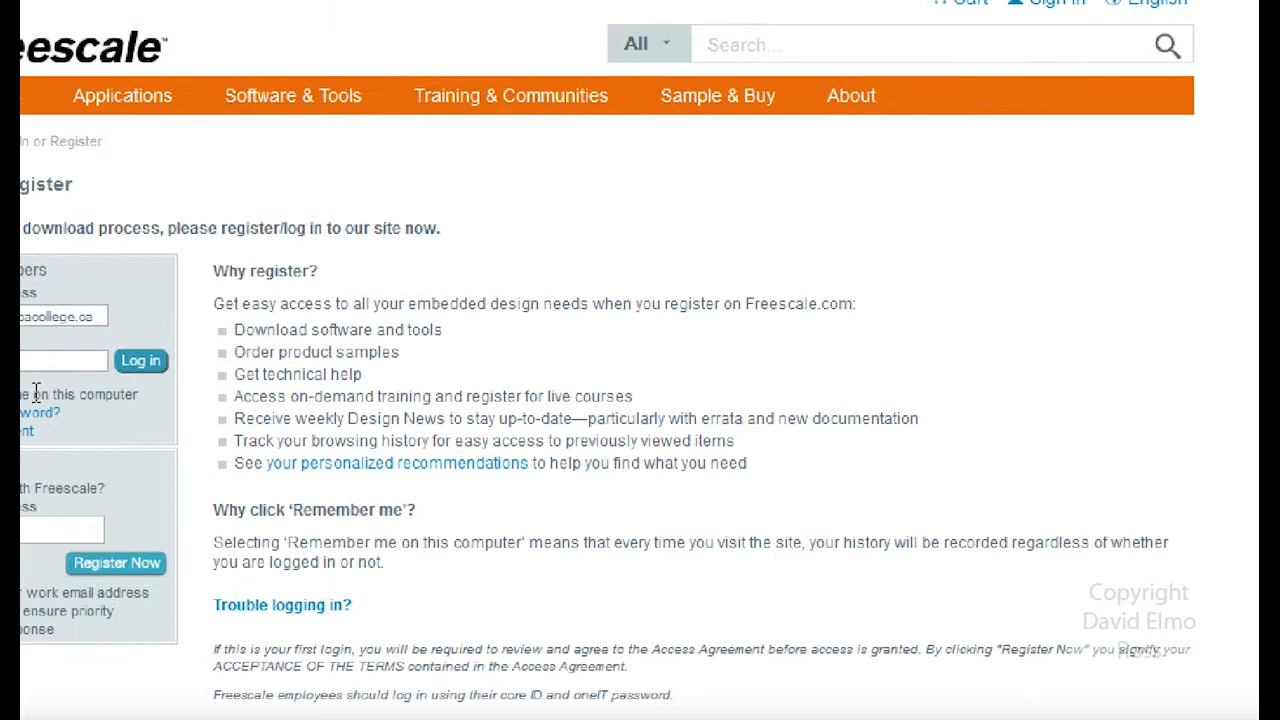 Cart Sign In English
eescale™
All Search...
Applications Software & Tools Training & Communities Sample & Buy About
In or Register
gister
download process, please register/log in to our site now.
bers
ss
acollege.ca
Log in
e on this computer
word?
nt
th Freescale?
ss
Register Now
r work email address
ensure priority
onse
Why register?
Get easy access to all your embedded design needs when you register on Freescale.com:
Download software and tools
Order product samples
Get technical help
Access on-demand training and register for live courses
Receive weekly Design News to stay up-to-date—particularly with errata and new documentation
Track your browsing history for easy access to previously viewed items
See your personalized recommendations to help you find what you need
Why click ‘Remember me’?
Selecting ‘Remember me on this computer’ means that every time you visit the site, your history will be recorded regardless of whether
you are logged in or not.
Trouble logging in?
If this is your first login, you will be required to review and agree to the Access Agreement before access is granted. By clicking "Register Now" you signify your
ACCEPTANCE OF THE TERMS contained in the Access Agreement.
Freescale employees should log in using their core ID and oneIT password.
Copyright
David Elmo
Ross